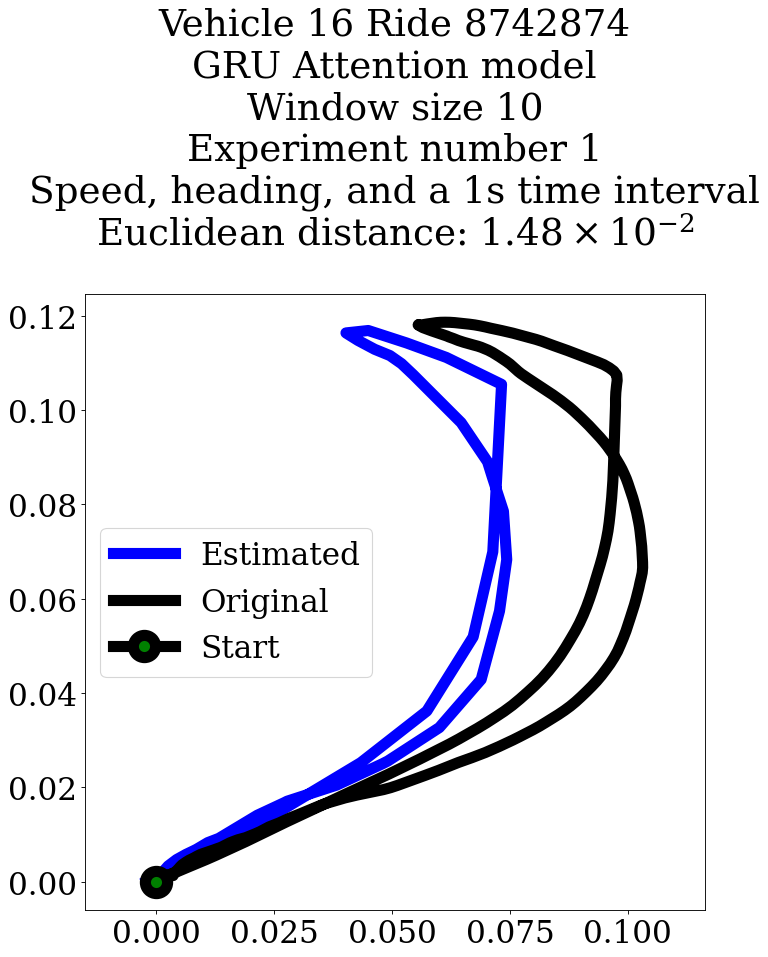 Vehicle 16 Ride 8742874
GRU Attention model
Window size 10
Experiment number 1
Speed, heading, and a 1s time interval
Euclidean distance: 1.48 × 10⁻²
0.12
0.10
0.08
0.06
0.04
0.02
0.00
Estimated
Original
Start
0.000 0.025 0.050 0.075 0.100